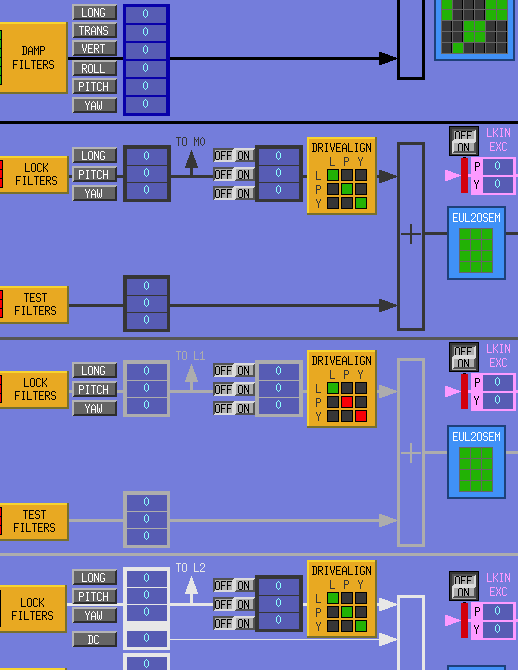 LONG 0
TRANS 0
DAMP FILTERS
VERT 0
ROLL 0
PITCH 0
YAW 0
TO M0
LOCK FILTERS
LONG 0 OFF ON 0
PITCH 0 OFF ON 0
YAW 0 OFF ON 0
DRIVEALIGN
L P Y
L
P
Y
OFF ON
LKIN EXC
P 0
Y 0
+
EUL2OSEM
TEST FILTERS
0
0
0
TO L1
LOCK FILTERS
LONG 0 OFF ON 0
PITCH 0 OFF ON 0
YAW 0 OFF ON 0
DRIVEALIGN
L P Y
L
P
Y
OFF ON
LKIN EXC
P 0
Y 0
+
EUL2OSEM
TEST FILTERS
0
0
0
TO L2
LOCK FILTERS
LONG 0 OFF ON 0
PITCH 0 OFF ON 0
YAW 0 OFF ON 0
DC 0
DRIVEALIGN
L P Y
L
P
Y
OFF ON
LKIN EXC
P 0
Y 0
0